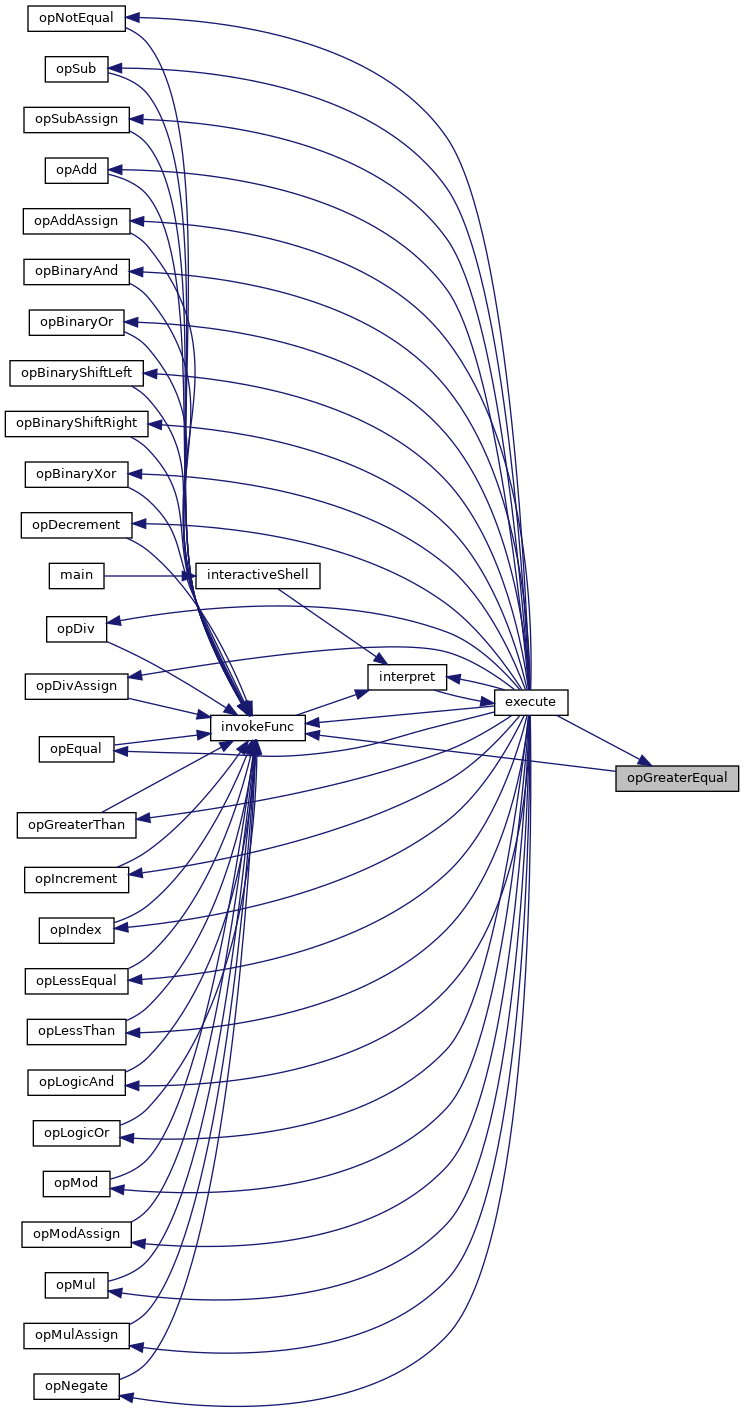 opNotEqual
opSub
opSubAssign
opAdd
opAddAssign
opBinaryAnd
opBinaryOr
opBinaryShiftLeft
opBinaryShiftRight
opBinaryXor
opDecrement
main
interactiveShell
opDiv
interpret
opDivAssign
execute
invokeFunc
opEqual
opGreaterEqual
opGreaterThan
opIncrement
opIndex
opLessEqual
opLessThan
opLogicAnd
opLogicOr
opMod
opModAssign
opMul
opMulAssign
opNegate